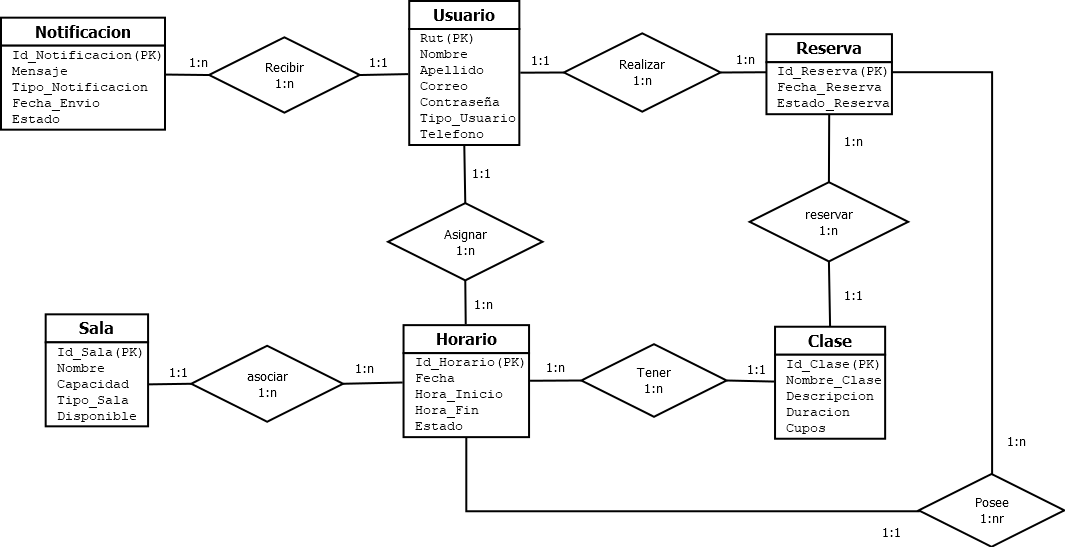 Notificacion
Id_Notificacion(PK)
Mensaje
Tipo_Notificacion
Fecha_Envio
Estado
1:n
Recibir
1:n
1:1
Usuario
Rut(PK)
Nombre
Apellido
Correo
Contraseña
Tipo_Usuario
Telefono
1:1
Realizar
1:n
1:n
Reserva
Id_Reserva(PK)
Fecha_Reserva
Estado_Reserva
1:1
Asignar
1:n
1:n
1:n
reservar
1:n
1:1
Sala
Id_Sala(PK)
Nombre
Capacidad
Tipo_Sala
Disponible
1:1
asociar
1:n
1:n
Horario
Id_Horario(PK)
Fecha
Hora_Inicio
Hora_Fin
Estado
1:n
Tener
1:n
1:1
Clase
Id_Clase(PK)
Nombre_Clase
Descripcion
Duracion
Cupos
1:n
Posee
1:nr
1:1